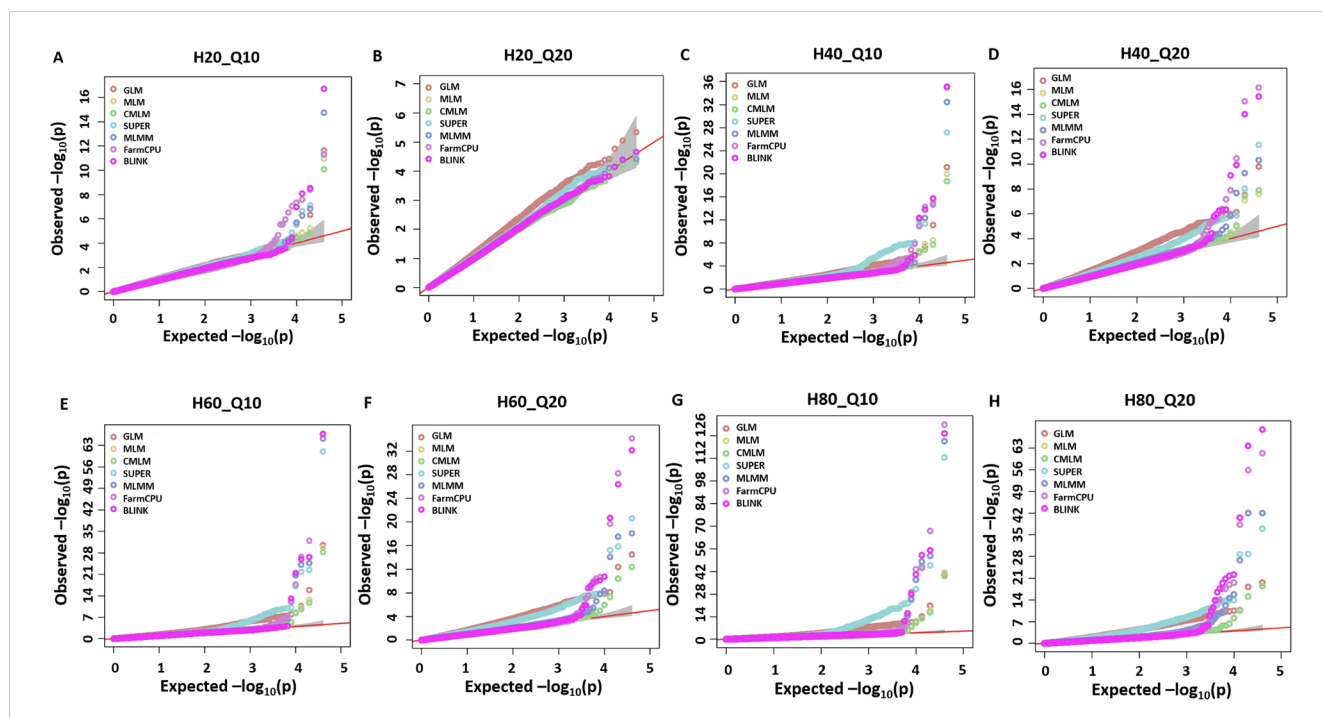 A
H20_Q10
GLM
MLM
CMLM
SUPER
MLMM
FarmCPU
BLINK
Observed –log10(p)
16
14
12
10
8
6
4
2
0
0 1 2 3 4 5
Expected –log10(p)
B
H20_Q20
GLM
MLM
CMLM
SUPER
MLMM
FarmCPU
BLINK
Observed –log10(p)
7
6
5
4
3
2
1
0
0 1 2 3 4 5
Expected –log10(p)
C
H40_Q10
GLM
MLM
CMLM
SUPER
MLMM
FarmCPU
BLINK
Observed –log10(p)
36
32
28
24
20
16
12
8
4
0
0 1 2 3 4 5
Expected –log10(p)
D
H40_Q20
GLM
MLM
CMLM
SUPER
MLMM
FarmCPU
BLINK
Observed –log10(p)
16
14
12
10
8
6
4
2
0
0 1 2 3 4 5
Expected –log10(p)
E
H60_Q10
GLM
MLM
CMLM
SUPER
MLMM
FarmCPU
BLINK
Observed –log10(p)
63
56
49
42
35
28
21
14
7
0
0 1 2 3 4 5
Expected –log10(p)
F
H60_Q20
GLM
MLM
CMLM
SUPER
MLMM
FarmCPU
BLINK
Observed –log10(p)
32
28
24
20
16
12
8
4
0
0 1 2 3 4 5
Expected –log10(p)
G
H80_Q10
GLM
MLM
CMLM
SUPER
MLMM
FarmCPU
BLINK
Observed –log10(p)
126
112
98
84
70
56
42
28
14
0
0 1 2 3 4 5
Expected –log10(p)
H
H80_Q20
GLM
MLM
CMLM
SUPER
MLMM
FarmCPU
BLINK
Observed –log10(p)
63
56
49
42
35
28
21
14
7
0
0 1 2 3 4 5
Expected –log10(p)